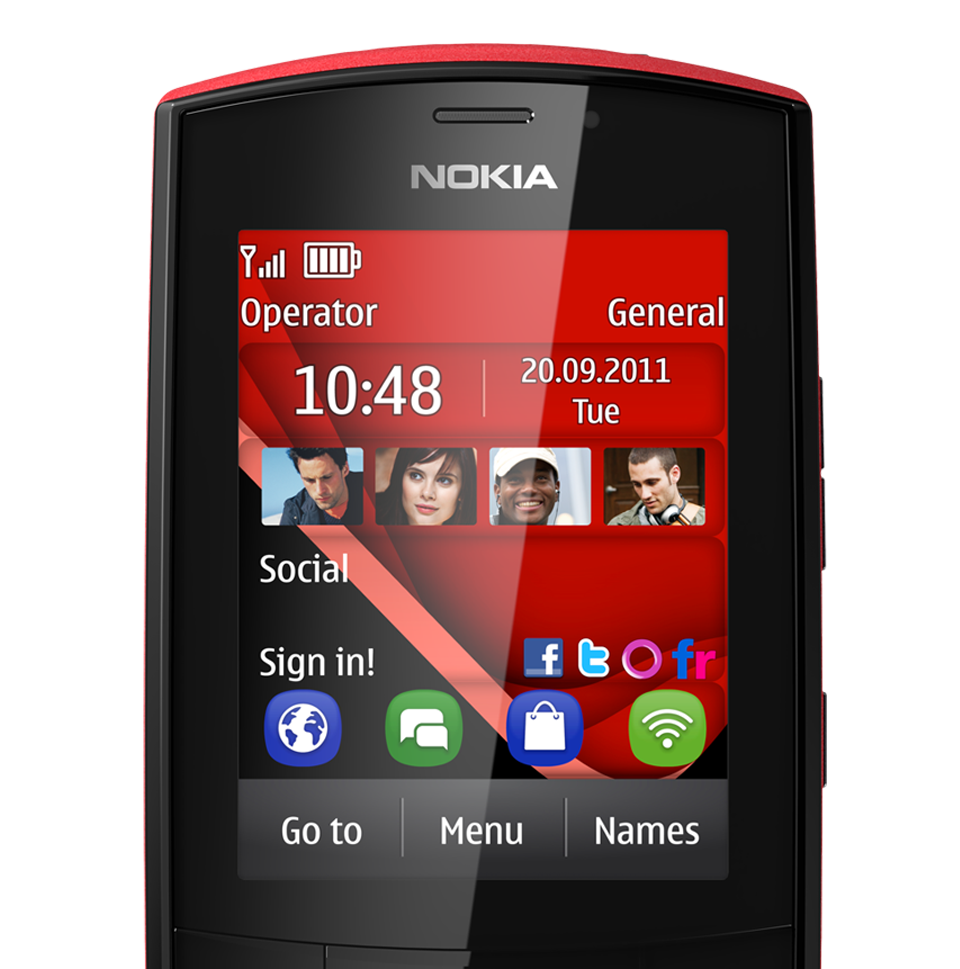 NOKIA
Operator General
10:48 20.09.2011
Tue
Social
Sign in! f t fr
Go to Menu Names